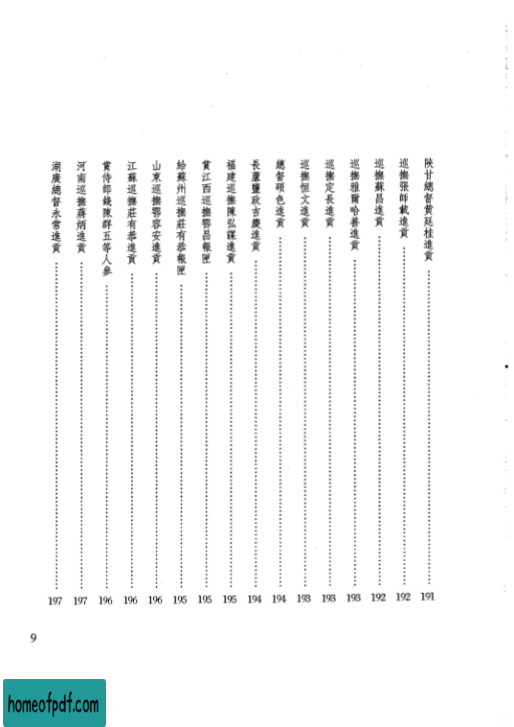 陝甘總督黃廷桂進貢 191
巡撫張師載進貢 192
巡撫蘇昌進貢 192
巡撫雅爾哈善進貢 193
巡撫定長進貢 193
巡撫恒文進貢 193
總督碩色進貢 194
長蘆鹽政吉慶進貢 194
福建巡撫陳弘謀進貢 195
賞江西巡撫鄂昌報匣 195
給蘇州巡撫莊有恭報匣 195
山東巡撫鄂容安進貢 196
江蘇巡撫莊有恭進貢 196
賞侍郎錢陳群五等人參 196
河南巡撫蔣炳進貢 197
湖廣總督永常進貢 197
9
homeofpdf.com